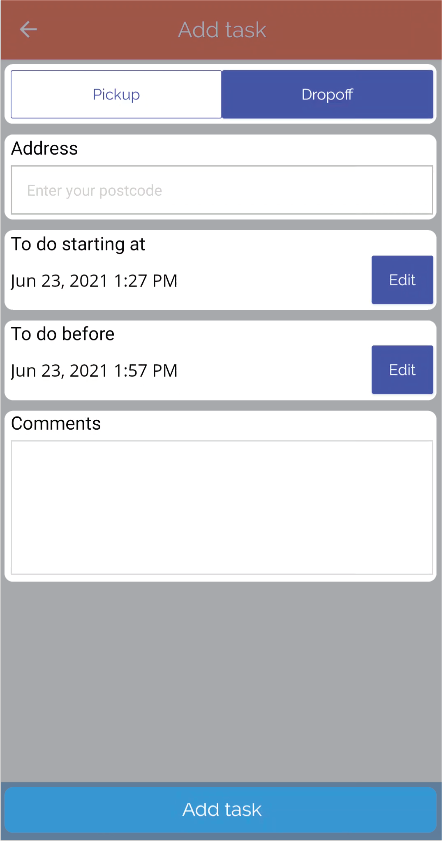 Add task
Pickup Dropoff
Address
Enter your postcode
To do starting at
Jun 23, 2021 1:27 PM Edit
To do before
Jun 23, 2021 1:57 PM Edit
Comments
Add task